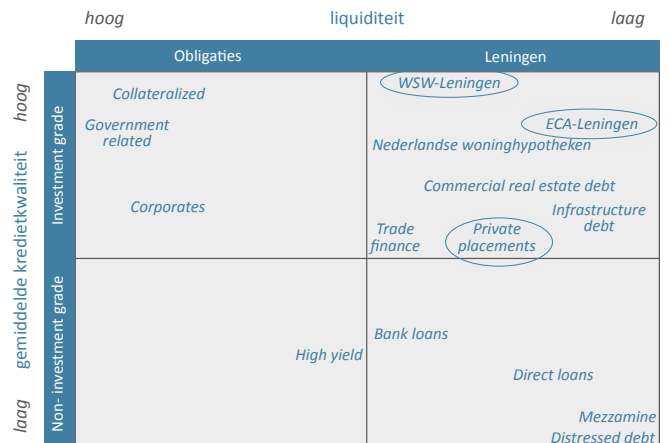 hoog
liquiditeit
laag
Obligaties
Leningen
gemiddelde kredietkwaliteit
hoog
laag
Investment grade
Non- investment grade
Collateralized
Government
related
Corporates
WSW-Leningen
ECA-Leningen
Nederlandse woninghypotheken
Commercial real estate debt
Infrastructure
debt
Trade
finance
Private
placements
High yield
Bank loans
Direct loans
Mezzamine
Distressed debt